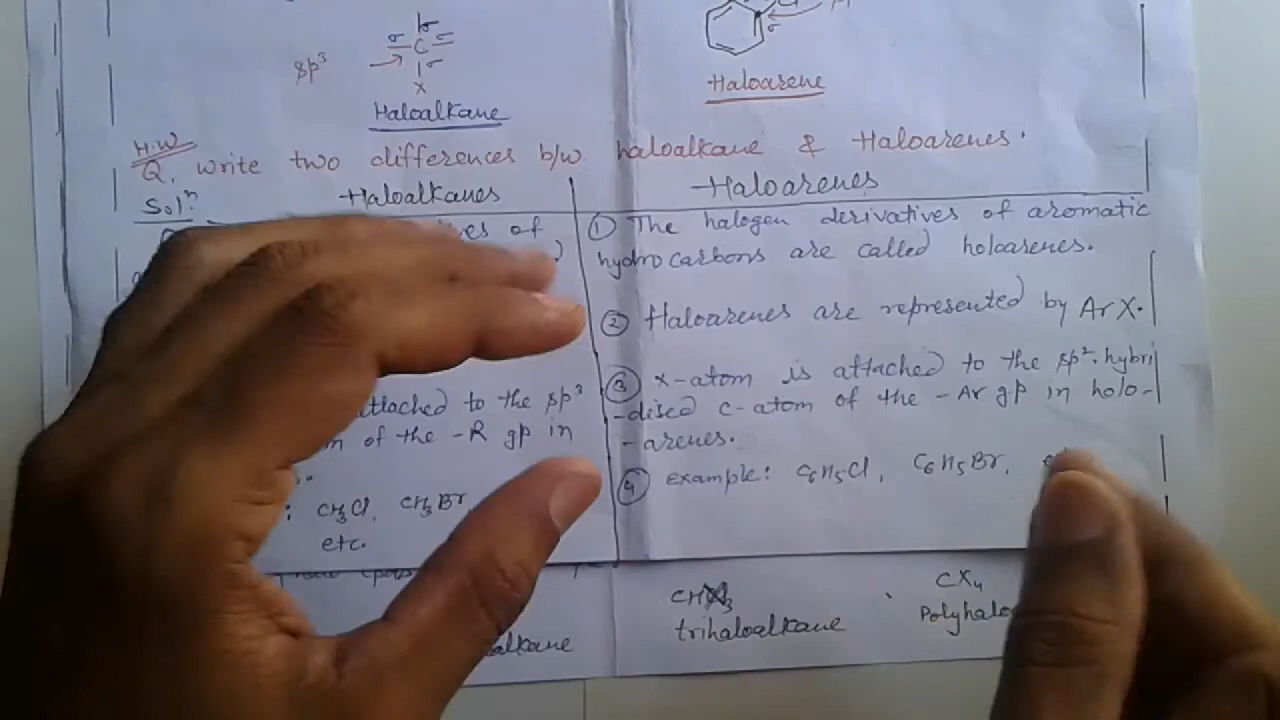 sp³
C
X
σ
σ
σ
σ
Haloalkane
Haloarene
H.W
Q. Write two differences b/w haloalkane & Haloarenes.
Haloalkanes
Haloarenes
Solⁿ
of
① The halogen derivatives of aromatic
hydrocarbons are called holoarenes.
② Haloarenes are represented by ArX.
③ X-atom is attached to the sp². hybri
-dised C-atom of the -Ar gp in holo-
-arenes.
④ example: C₆H₅Cl, C₆H₅Br,
attached to the sp³
of the -R gp in
: CH₃Cl, CH₃Br
etc.
CHX₃
trihaloalkane
CX₄
Polyhalo
alkane